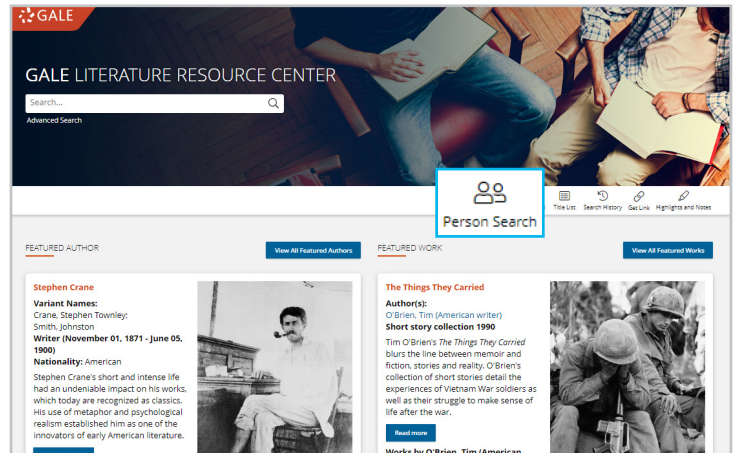 GALE
GALE LITERATURE RESOURCE CENTER
Search...
Advanced Search
Person Search
Title List
Search History
Get Link
Highlights and Notes
FEATURED AUTHOR
View All Featured Authors
Stephen Crane
Variant Names:
Crane, Stephen Townley;
Smith, Johnston
Writer (November 01, 1871 - June 05,
1900)
Nationality: American
Stephen Crane's short and intense life
had an undeniable impact on his works,
which today are recognized as classics.
His use of metaphor and psychological
realism established him as one of the
innovators of early American literature.
FEATURED WORK
View All Featured Works
The Things They Carried
Author(s):
O'Brien, Tim (American writer)
Short story collection 1990
Tim O'Brien's The Things They Carried
blurs the line between memoir and
fiction, stories and reality. O'Brien's
collection of short stories detail the
experiences of Vietnam War soldiers as
well as their struggle to make sense of
life after the war.
Read more
Works by O'Brien, Tim (American